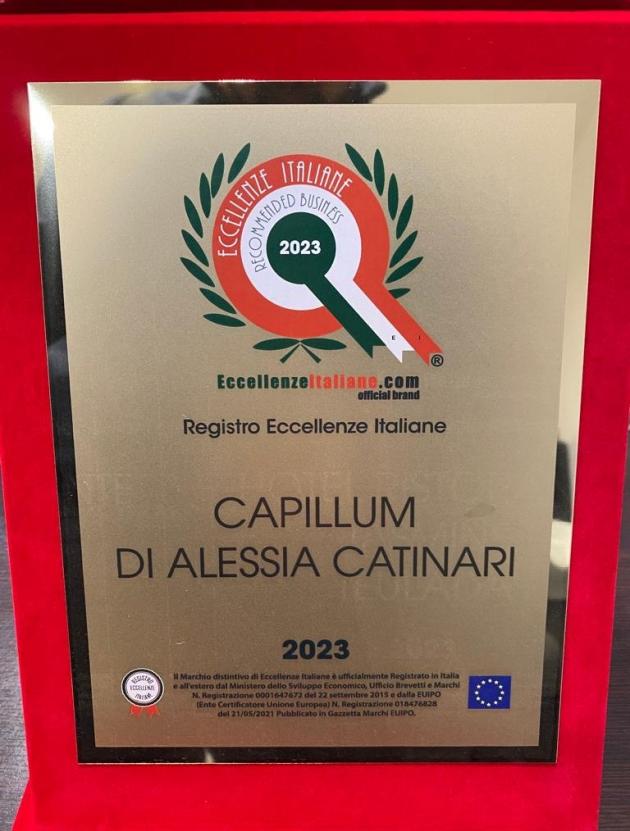 ECCELLENZE ITALIANE
RECOMMENDED BUSINESS
2023
E I
®
EccellenzeItaliane.com
official brand
Registro Eccellenze Italiane
CAPILLUM
DI ALESSIA CATINARI
2023
REGISTRO
ECCELLENZE
ITALIANE
Il Marchio distintivo di Eccellenze Italiane è ufficialmente Registrato in Italia
e all'estero dal Ministero dello Sviluppo Economico, Ufficio Brevetti e Marchi
N. Registrazione 0001647672 del 22 settembre 2015 e dalla EUIPO
(Ente Certificatore Unione Europea) N. Registrazione 018476828
del 21/05/2021 Pubblicato in Gazzetta Marchi EUIPO.